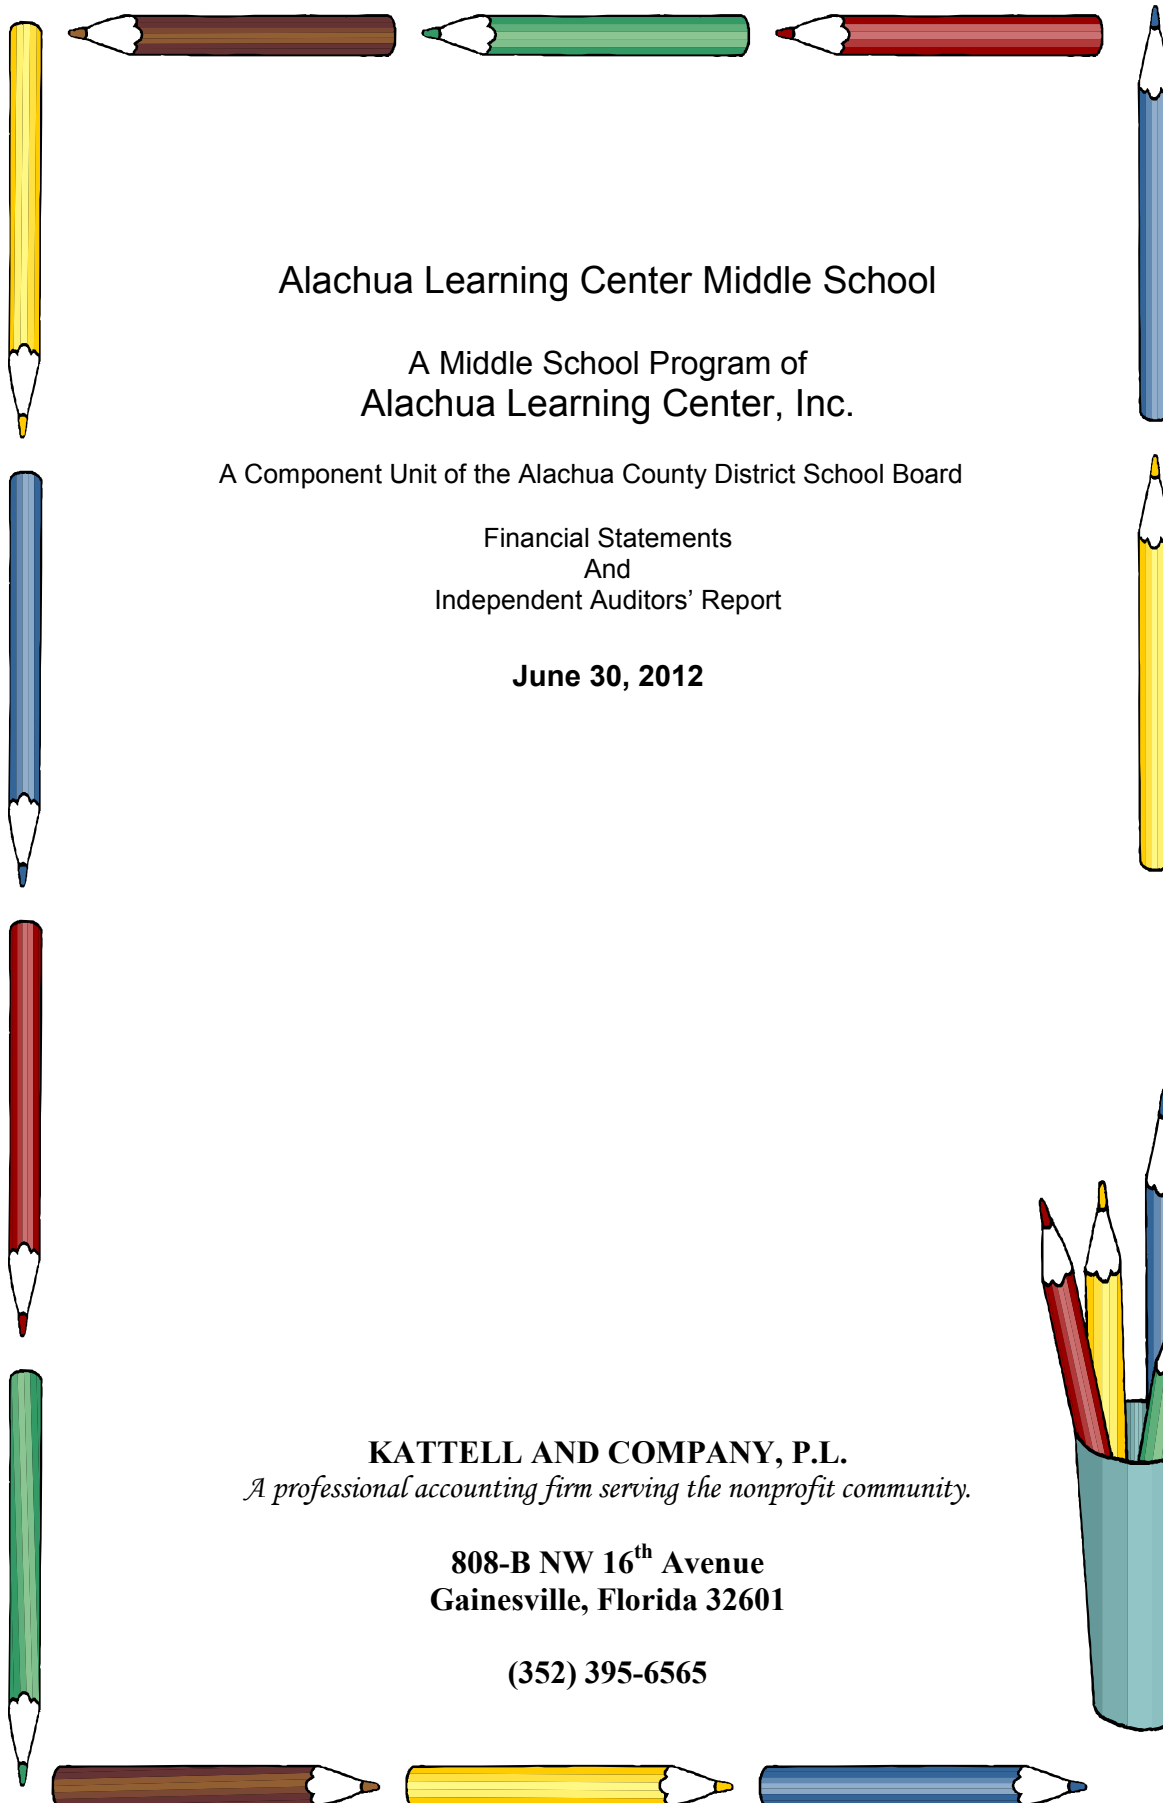 Alachua Learning Center Middle School
A Middle School Program of
Alachua Learning Center, Inc.
A Component Unit of the Alachua County District School Board
Financial Statements
And
Independent Auditors’ Report
June 30, 2012
KATTELL AND COMPANY, P.L.
A professional accounting firm serving the nonprofit community.
808-B NW 16th Avenue
Gainesville, Florida 32601
(352) 395-6565